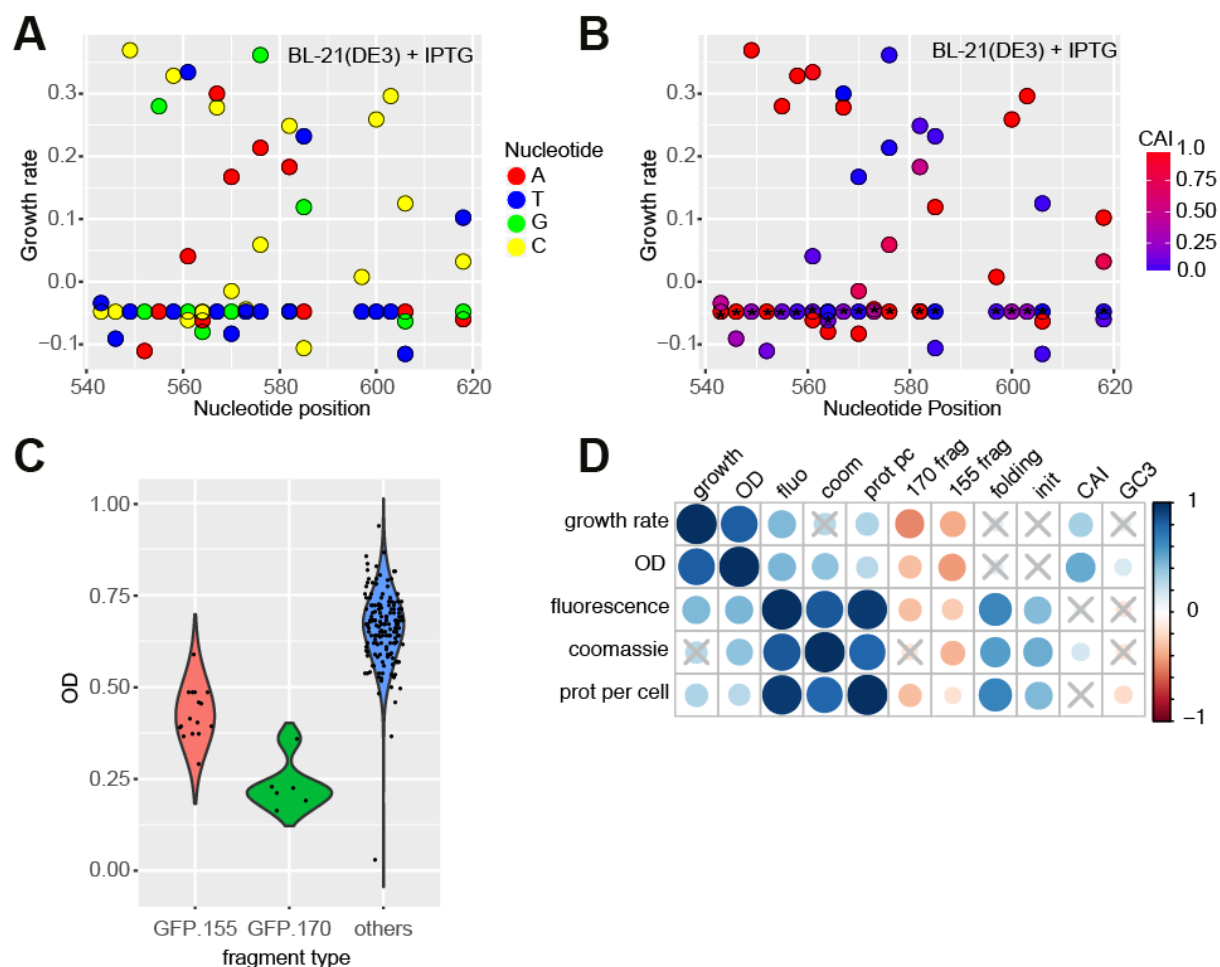 A
BL-21(DE3) + IPTG
Growth rate
0.3
0.2
0.1
0.0
−0.1
540 560 580 600 620
Nucleotide position
Nucleotide
A
T
G
C
B
BL-21(DE3) + IPTG
Growth rate
0.3
0.2
0.1
0.0
−0.1
540 560 580 600 620
Nucleotide Position
CAI
1.0
0.75
0.50
0.25
0.0
C
OD
1.00
0.75
0.50
0.25
0.00
GFP.155 GFP.170 others
fragment type
D
growth OD fluo coom prot pc 170 frag 155 frag folding init CAI GC3
growth rate
OD
fluorescence
coomassie
prot per cell
1
0
−1